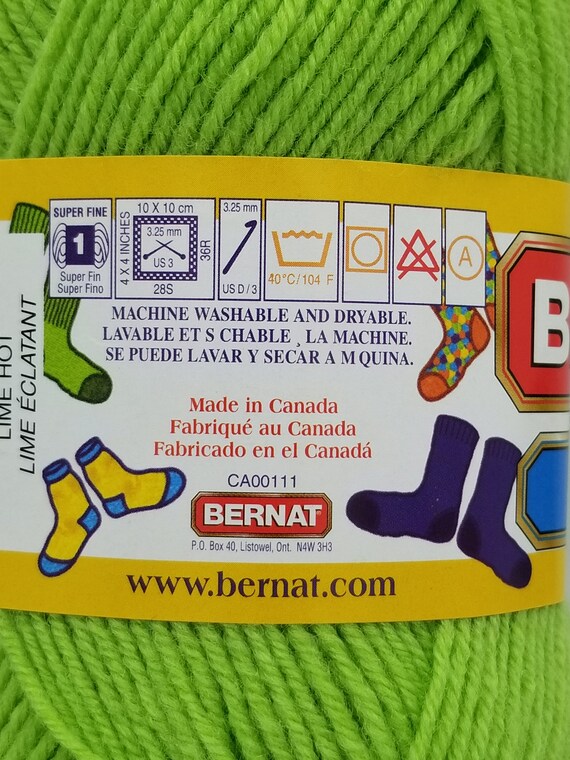 SUPER FINE
1
Super Fin
Super Fino
4 X 4 INCHES
10 X 10 cm
3.25 mm
US 3
28S
36R
3.25 mm
US D / 3
40°C/104 F
A
MACHINE WASHABLE AND DRYABLE.
LAVABLE ET S CHABLE ¸ LA MACHINE.
SE PUEDE LAVAR Y SECAR A M QUINA.
LIME HOT
LIME ÉCLATANT
Made in Canada
Fabriqué au Canada
Fabricado en el Canadá
CA00111
BERNAT
P.O. Box 40, Listowel, Ont. N4W 3H3
www.bernat.com
B